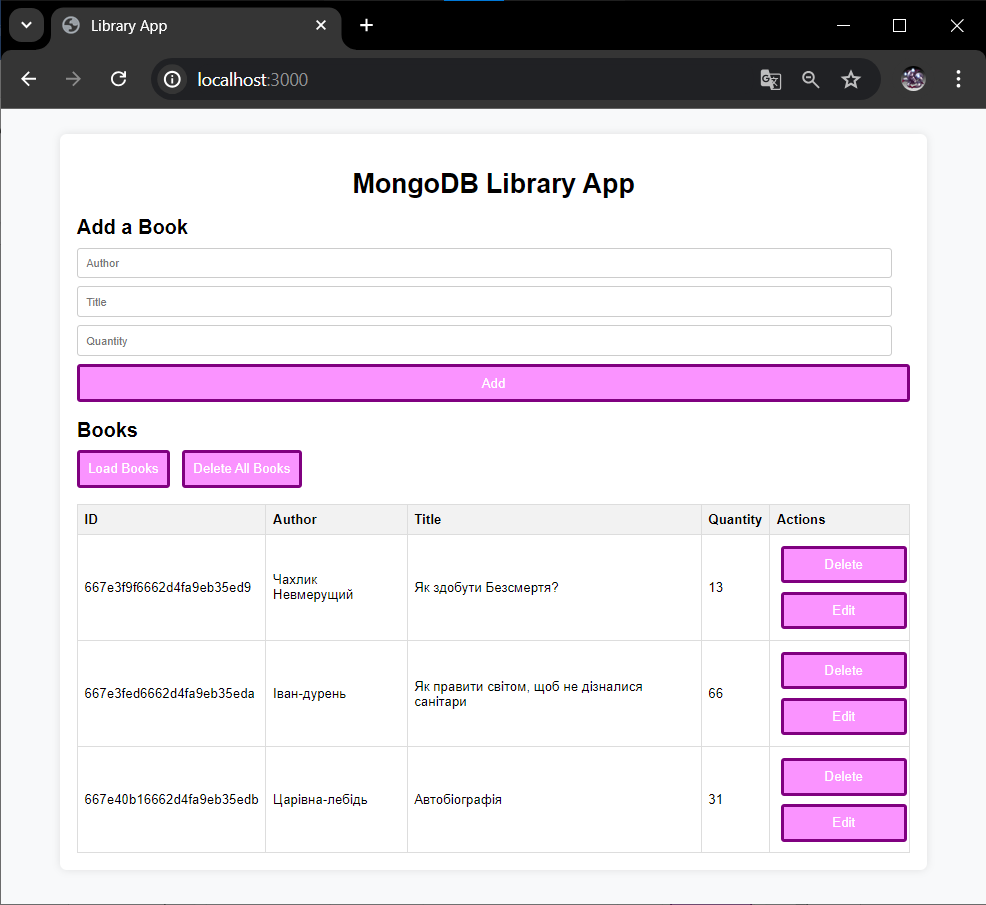 Library App
localhost:3000
MongoDB Library App
Add a Book
Author
Title
Quantity
Add
Books
Load Books Delete All Books
ID Author Title Quantity Actions
667e3f9f6662d4fa9eb35ed9 Чахлик Невмерущий Як здобути Безсмертя? 13 Delete
Edit
667e3fed6662d4fa9eb35eda Іван-дурень Як правити світом, щоб не дізналися санітари 66 Delete
Edit
667e40b16662d4fa9eb35edb Царівна-лебідь Автобіографія 31 Delete
Edit